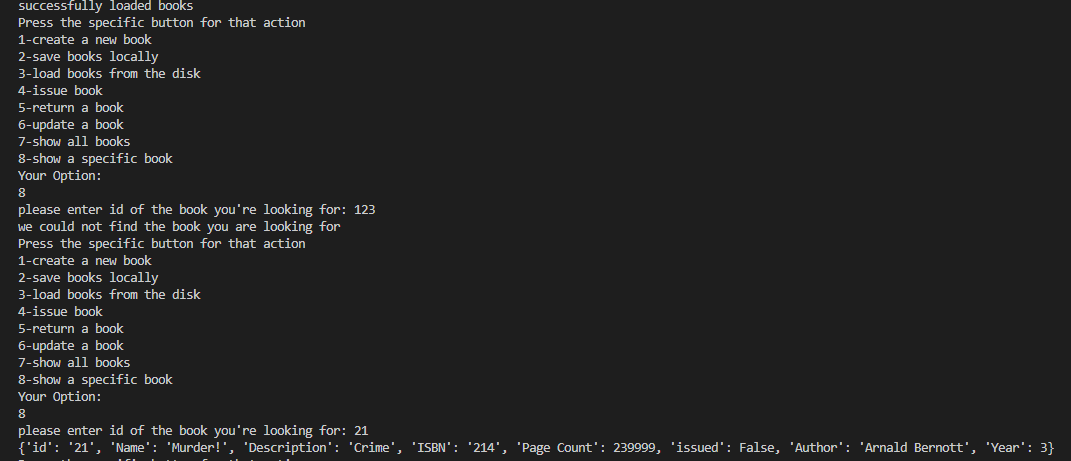 successfully loaded books
Press the specific button for that action
1-create a new book
2-save books locally
3-load books from the disk
4-issue book
5-return a book
6-update a book
7-show all books
8-show a specific book
Your Option:
8
please enter id of the book you're looking for: 123
we could not find the book you are looking for
Press the specific button for that action
1-create a new book
2-save books locally
3-load books from the disk
4-issue book
5-return a book
6-update a book
7-show all books
8-show a specific book
Your Option:
8
please enter id of the book you're looking for: 21
{'id': '21', 'Name': 'Murder!', 'Description': 'Crime', 'ISBN': '214', 'Page Count': 239999, 'issued': False, 'Author': 'Arnald Bernott', 'Year': 3}